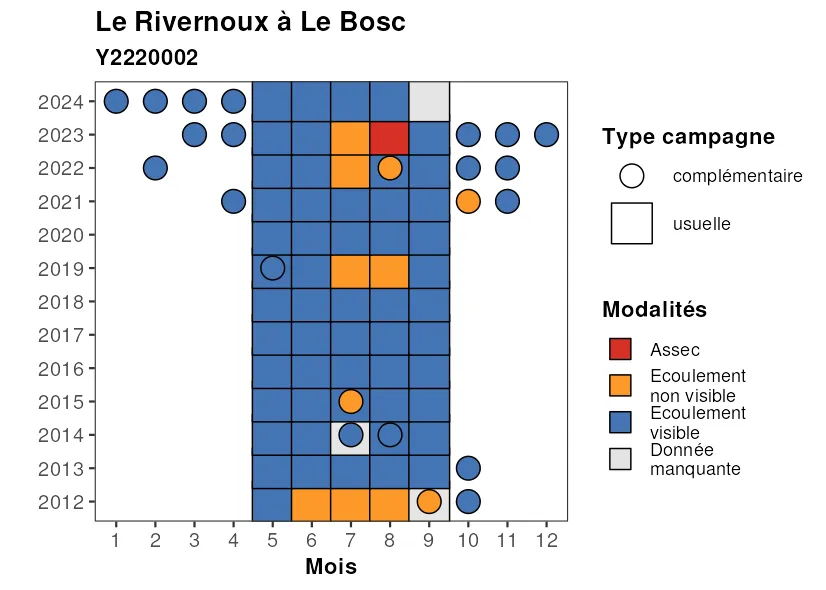 Le Rivernoux à Le Bosc
Y2220002
2024
2023
2022
2021
2020
2019
2018
2017
2016
2015
2014
2013
2012
1 2 3 4 5 6 7 8 9 10 11 12
Mois
Type campagne
complémentaire
usuelle
Modalités
Assec
Ecoulement
non visible
Ecoulement
visible
Donnée
manquante